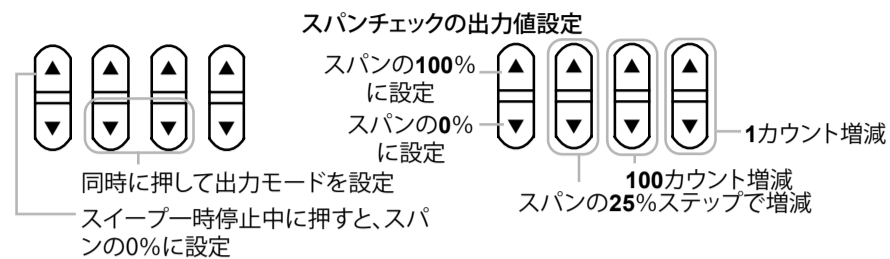 スパンチェックの出力値設定
同時に押して出力モードを設定
スイープ一時停止中に押すと、スパ
ンの0%に設定
スパンの100%
に設定
スパンの0%
に設定
1カウント増減
100カウント増減
スパンの25%ステップで増減